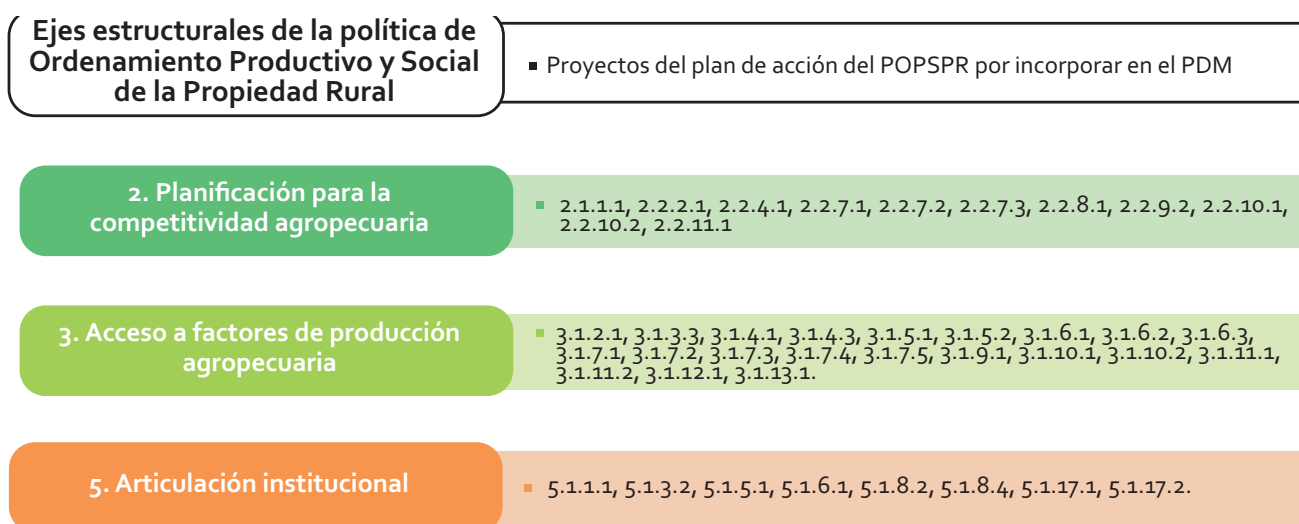 Ejes estructurales de la política de
Ordenamiento Productivo y Social
de la Propiedad Rural
▪ Proyectos del plan de acción del POPSPR por incorporar en el PDM
2. Planificación para la
competitividad agropecuaria
▪ 2.1.1.1, 2.2.2.1, 2.2.4.1, 2.2.7.1, 2.2.7.2, 2.2.7.3, 2.2.8.1, 2.2.9.2, 2.2.10.1,
2.2.10.2, 2.2.11.1
3. Acceso a factores de producción
agropecuaria
▪ 3.1.2.1, 3.1.3.3, 3.1.4.1, 3.1.4.3, 3.1.5.1, 3.1.5.2, 3.1.6.1, 3.1.6.2, 3.1.6.3,
3.1.7.1, 3.1.7.2, 3.1.7.3, 3.1.7.4, 3.1.7.5, 3.1.9.1, 3.1.10.1, 3.1.10.2, 3.1.11.1,
3.1.11.2, 3.1.12.1, 3.1.13.1.
5. Articulación institucional
▪ 5.1.1.1, 5.1.3.2, 5.1.5.1, 5.1.6.1, 5.1.8.2, 5.1.8.4, 5.1.17.1, 5.1.17.2.